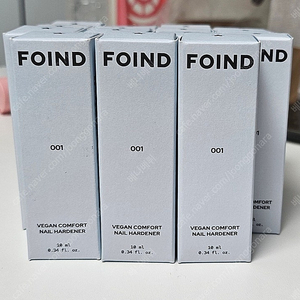 FOIND
FOIND
FOIND
001
001
001
VEGAN COMFORT
NAIL HARDENER
VEGAN COMFORT
NAIL HARDENER
VEGAN COMFORT
NAIL HARDENER
10 ml
0.34 fl. oz.
10 ml
0.34 fl. oz.
10 ml
0.34 fl. oz.